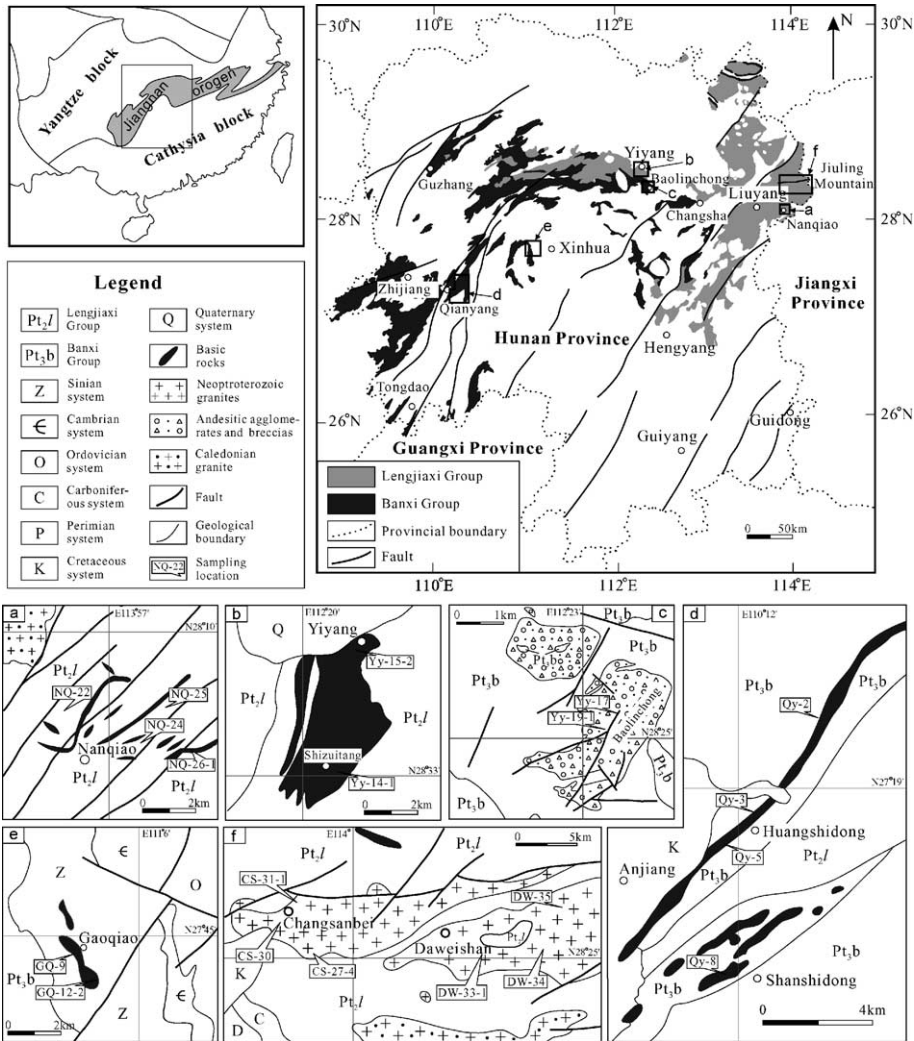 Yangtze block
Jiangnan
orogen
Cathysia block
30°N
110°E
112°E
114°E
30°N
N
Yiyang
b
f
Baolinchong
Jiuling
Mountain
Guzhang
c
Liuyang
28°N
Changsha
a
28°N
Nanqiao
e
Xinhua
Zhijiang
d
Qianyang
Jiangxi
Province
Hunan Province
Hengyang
Tongdao
26°N
26°N
Guidong
Guangxi Province
Guiyang
Lengjiaxi Group
Banxi Group
Provincial boundary
Fault
0 50km
110°E
112°E
114°E
Legend
Pt₂l Lengjiaxi Group
Q Quaternary system
Pt₃b Banxi Group
Basic rocks
Z Sinian system
Neoptroterozoic granites
Є Cambrian system
Andesitic agglome-rates and breccias
O Ordovician system
Caledonian granite
C Carbonifer-ous system
Fault
P Perimian system
Geological boundary
K Cretaceous system
NQ-22 Sampling location
a
E113°57′
N28°10′
Pt₂l
NQ-22
NQ-25
NQ-24
Nanqiao
NQ-26-1
Pt₂l
Pt₂l
0 2km
b
E112°20′
Q
Yiyang
Yy-15-2
Pt₂l
Pt₂l
Shizuitang
N28°33′
Yy-14-1
0 2km
0 1km
E112°23′
c
Pt₃b
Pt₃b
Pt₃b
Pt₃b
Yy-17
Yy-19-1
Baolinchong
N28°25′
Pt₃b
Pt₃b
d
E110°12′
Pt₃b
Pt₃b
Qy-2
N27°19′
Qy-3
K
Huangshidong
Qy-5
Anjiang
Pt₃b
Pt₂l
Pt₃b
Qy-8
Pt₃b
Shanshidong
0 4km
e
E111°6′
Z
Є
O
N27°45′
Gaoqiao
GQ-9
Pt₃b
GQ-12-2
Є
Z
0 2km
f
E114°
0 5km
Pt₂l
Pt₂l
CS-31-1
DW-35
Changsanbei
Daweishan
Pt₂l
CS-30
N28°25′
CS-27-4
K
DW-34
DW-33-1
Pt₂l
C
D